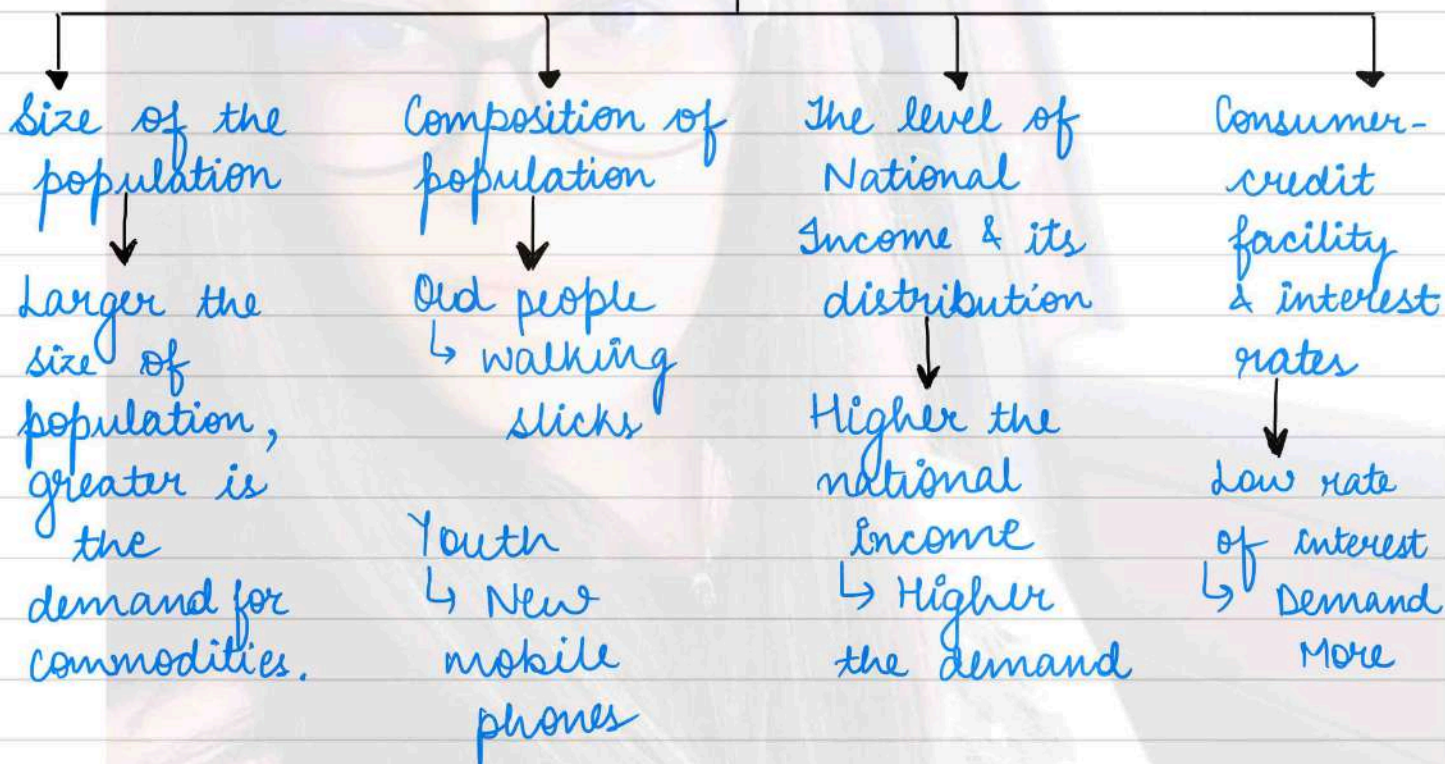 Size of the
population
Larger the
size of
population,
greater is
the
demand for
commodities.
Composition of
population
Old people
↳ walking
sticks
Youth
↳ New
mobile
phones
The level of
National
Income & its
distribution
Higher the
national
income
↳ Higher
the demand
Consumer-
credit
facility
& interest
rates
Low rate
of interest
↳ Demand
More